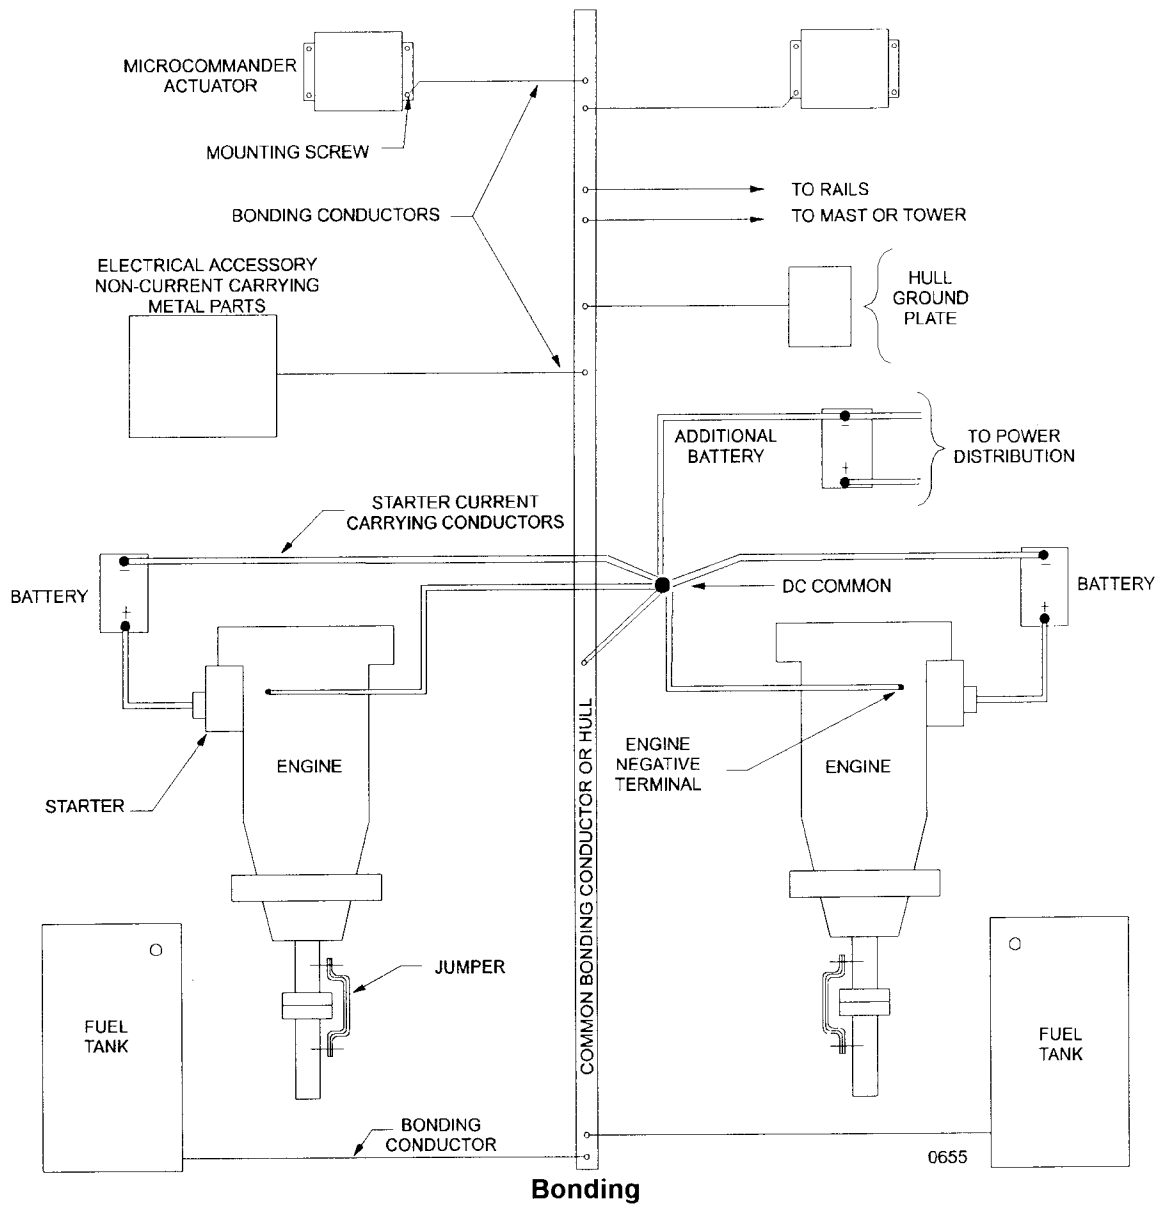 MICROCOMMANDER
ACTUATOR
MOUNTING SCREW
BONDING CONDUCTORS
TO RAILS
TO MAST OR TOWER
ELECTRICAL ACCESSORY
NON-CURRENT CARRYING
METAL PARTS
HULL
GROUND
PLATE
ADDITIONAL
BATTERY
−
+
TO POWER
DISTRIBUTION
STARTER CURRENT
CARRYING CONDUCTORS
BATTERY
−
+
DC COMMON
BATTERY
−
+
ENGINE
STARTER
COMMON BONDING CONDUCTOR OR HULL
ENGINE
NEGATIVE
TERMINAL
ENGINE
JUMPER
FUEL
TANK
FUEL
TANK
BONDING
CONDUCTOR
0655
Bonding